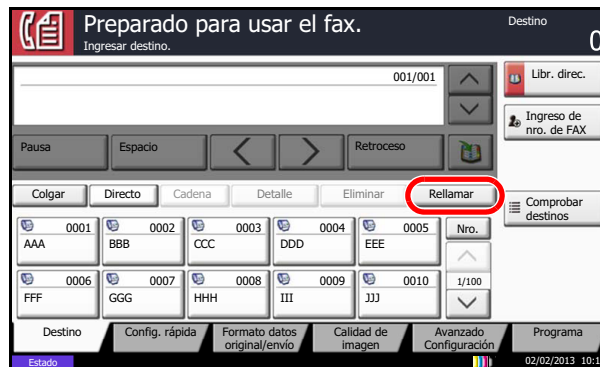 Preparado para usar el fax.
Ingresar destino.
Destino
001/001
Libr. direc.
Ingreso de
nro. de FAX
Pausa
Espacio
Retroceso
Colgar
Directo
Cadena
Detalle
Eliminar
Rellamar
Comprobar
destinos
0001
AAA
0002
BBB
0003
CCC
0004
DDD
0005
EEE
Nro.
0006
FFF
0007
GGG
0008
HHH
0009
III
0010
JJJ
1/100
Destino
Config. rápida
Formato datos
original/envío
Calidad de
imagen
Avanzado
Configuración
Programa
Estado
02/02/2013